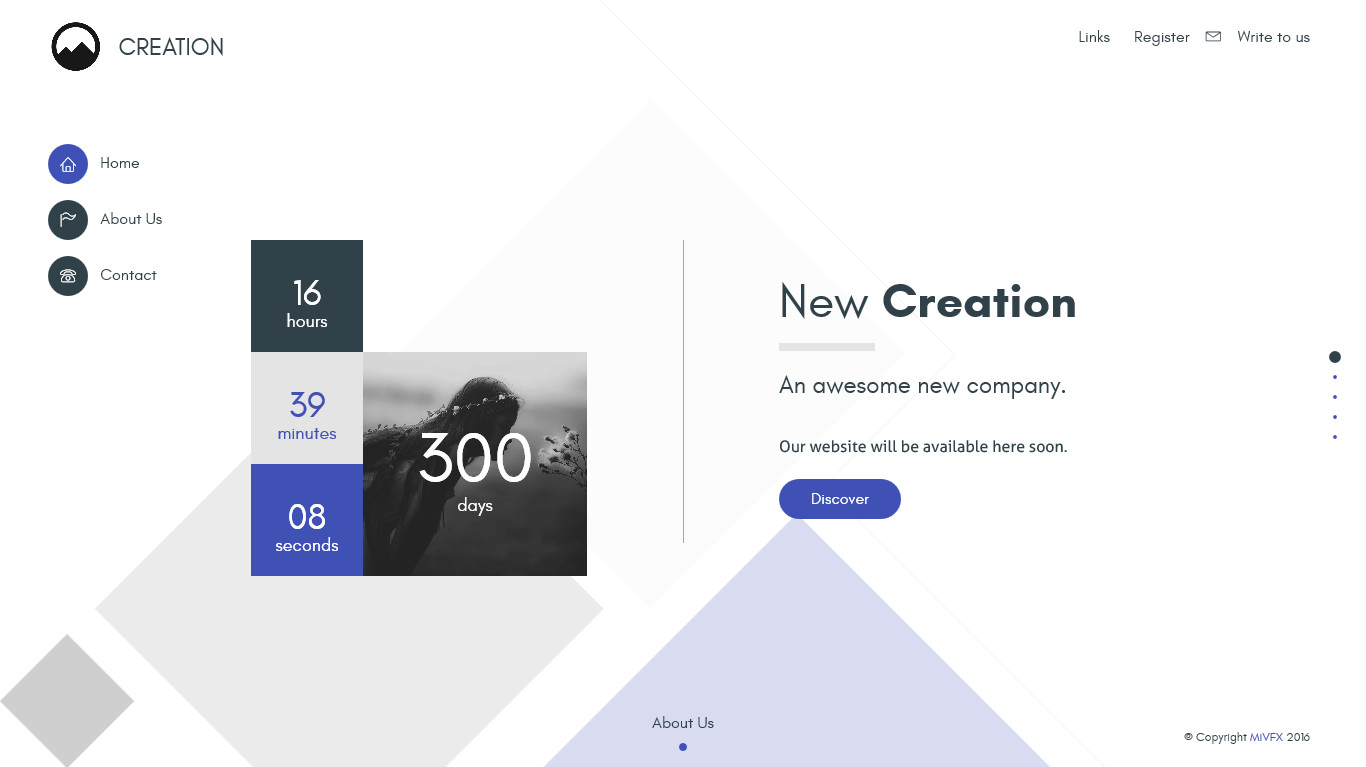 CREATION
Links
Register
Write to us
Home
About Us
Contact
16
hours
39
minutes
08
seconds
300
days
New Creation
An awesome new company.
Our website will be available here soon.
Discover
About Us
© Copyright MiVFX 2016